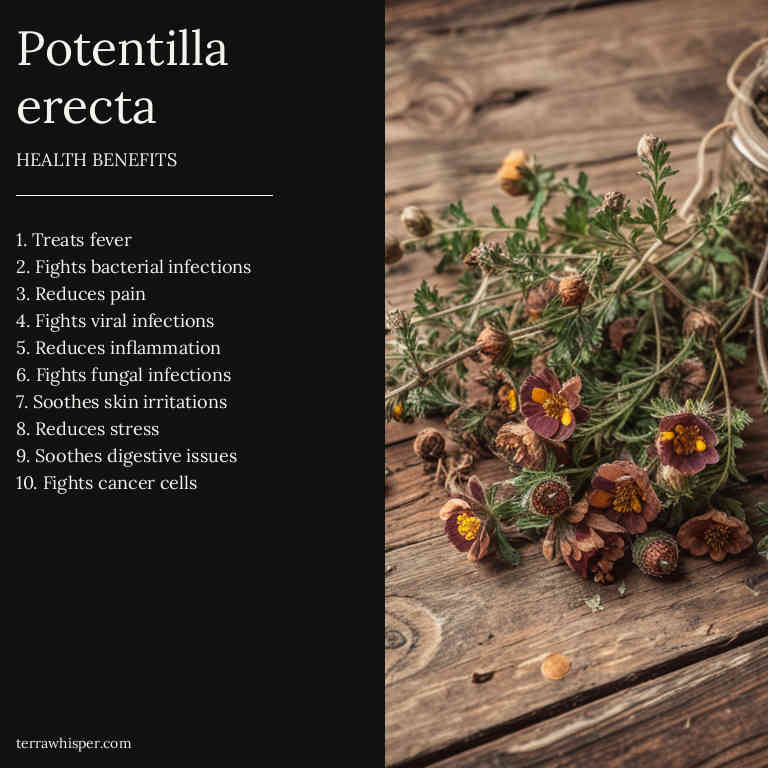 Potentilla
erecta
HEALTH BENEFITS
1. Treats fever
2. Fights bacterial infections
3. Reduces pain
4. Fights viral infections
5. Reduces inflammation
6. Fights fungal infections
7. Soothes skin irritations
8. Reduces stress
9. Soothes digestive issues
10. Fights cancer cells
terrawhisper.com